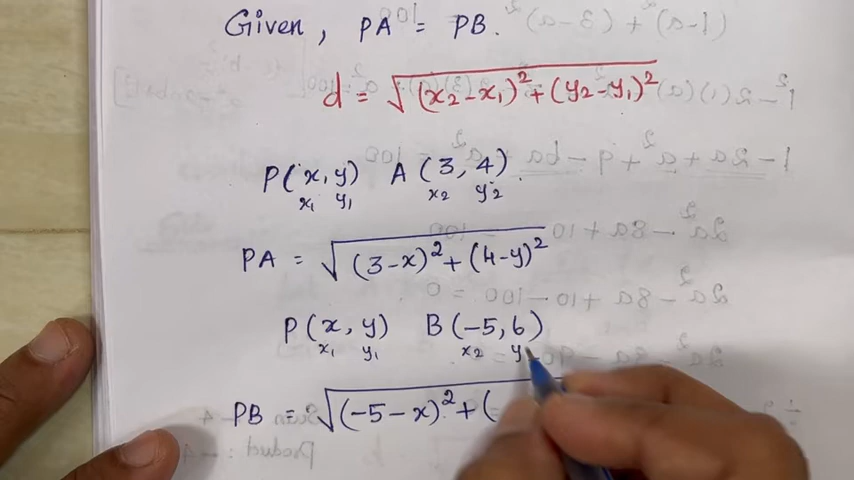 Given, PA = PB.
d = √(x₂-x₁)²+(y₂-y₁)²
P(x,y) A(3,4).
x₁ y₁ x₂ y₂
PA = √(3-x)²+(4-y)²
P(x,y) B(-5,6)
x₁ y₁ x₂ y
PB = √(-5-x)²+(